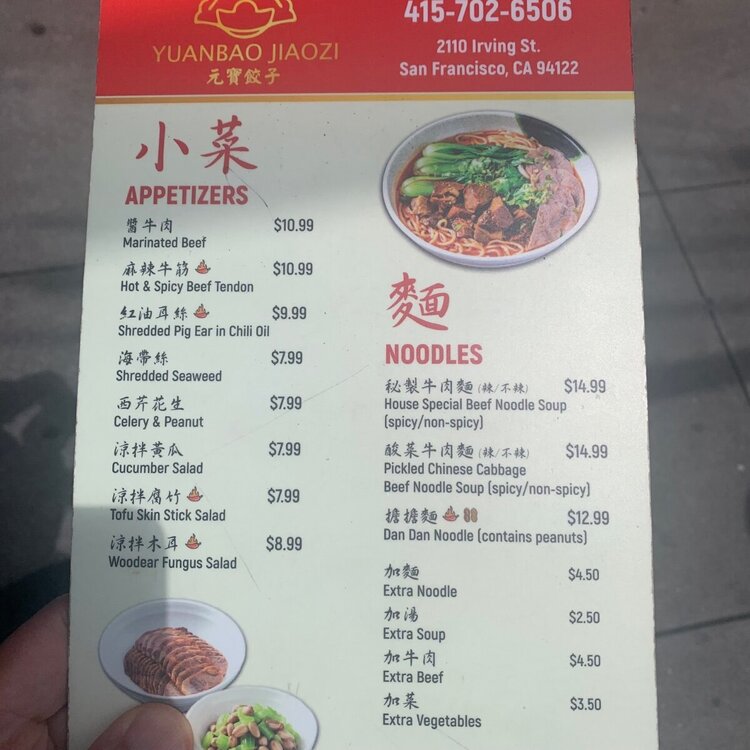 YUANBAO JIAOZI
元寶餃子
415-702-6506
2110 Irving St.
San Francisco, CA 94122
小菜
APPETIZERS
醬牛肉 $10.99
Marinated Beef
麻辣牛筋 $10.99
Hot & Spicy Beef Tendon
紅油耳絲 $9.99
Shredded Pig Ear in Chili Oil
海帶絲 $7.99
Shredded Seaweed
西芹花生 $7.99
Celery & Peanut
涼拌黃瓜 $7.99
Cucumber Salad
涼拌腐竹 $7.99
Tofu Skin Stick Salad
涼拌木耳 $8.99
Woodear Fungus Salad
麵
NOODLES
秘製牛肉麵 (辣/不辣) $14.99
House Special Beef Noodle Soup
(spicy/non-spicy)
酸菜牛肉麵 (辣/不辣) $14.99
Pickled Chinese Cabbage
Beef Noodle Soup (spicy/non-spicy)
擔擔麵 $12.99
Dan Dan Noodle (contains peanuts)
加麵 $4.50
Extra Noodle
加湯 $2.50
Extra Soup
加牛肉 $4.50
Extra Beef
加菜 $3.50
Extra Vegetables